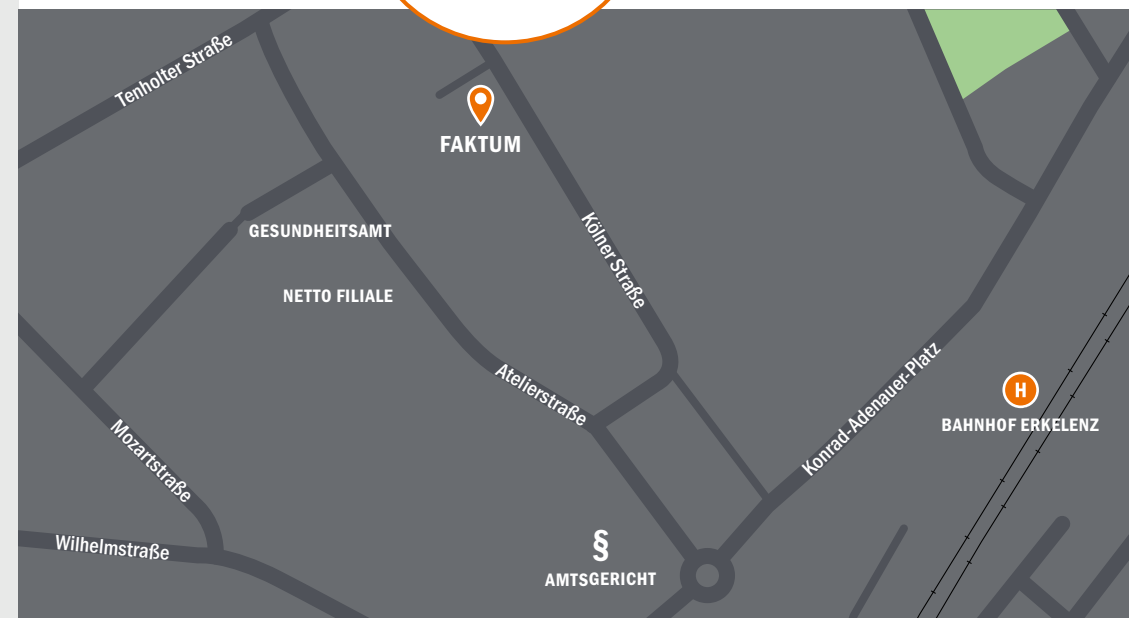 Tenholter Straße
FAKTUM
GESUNDHEITSAMT
Kölner Straße
NETTO FILIALE
Atelierstraße
Konrad-Adenauer-Platz
H
BAHNHOF ERKELENZ
Mozartstraße
Wilhelmstraße
§
AMTSGERICHT